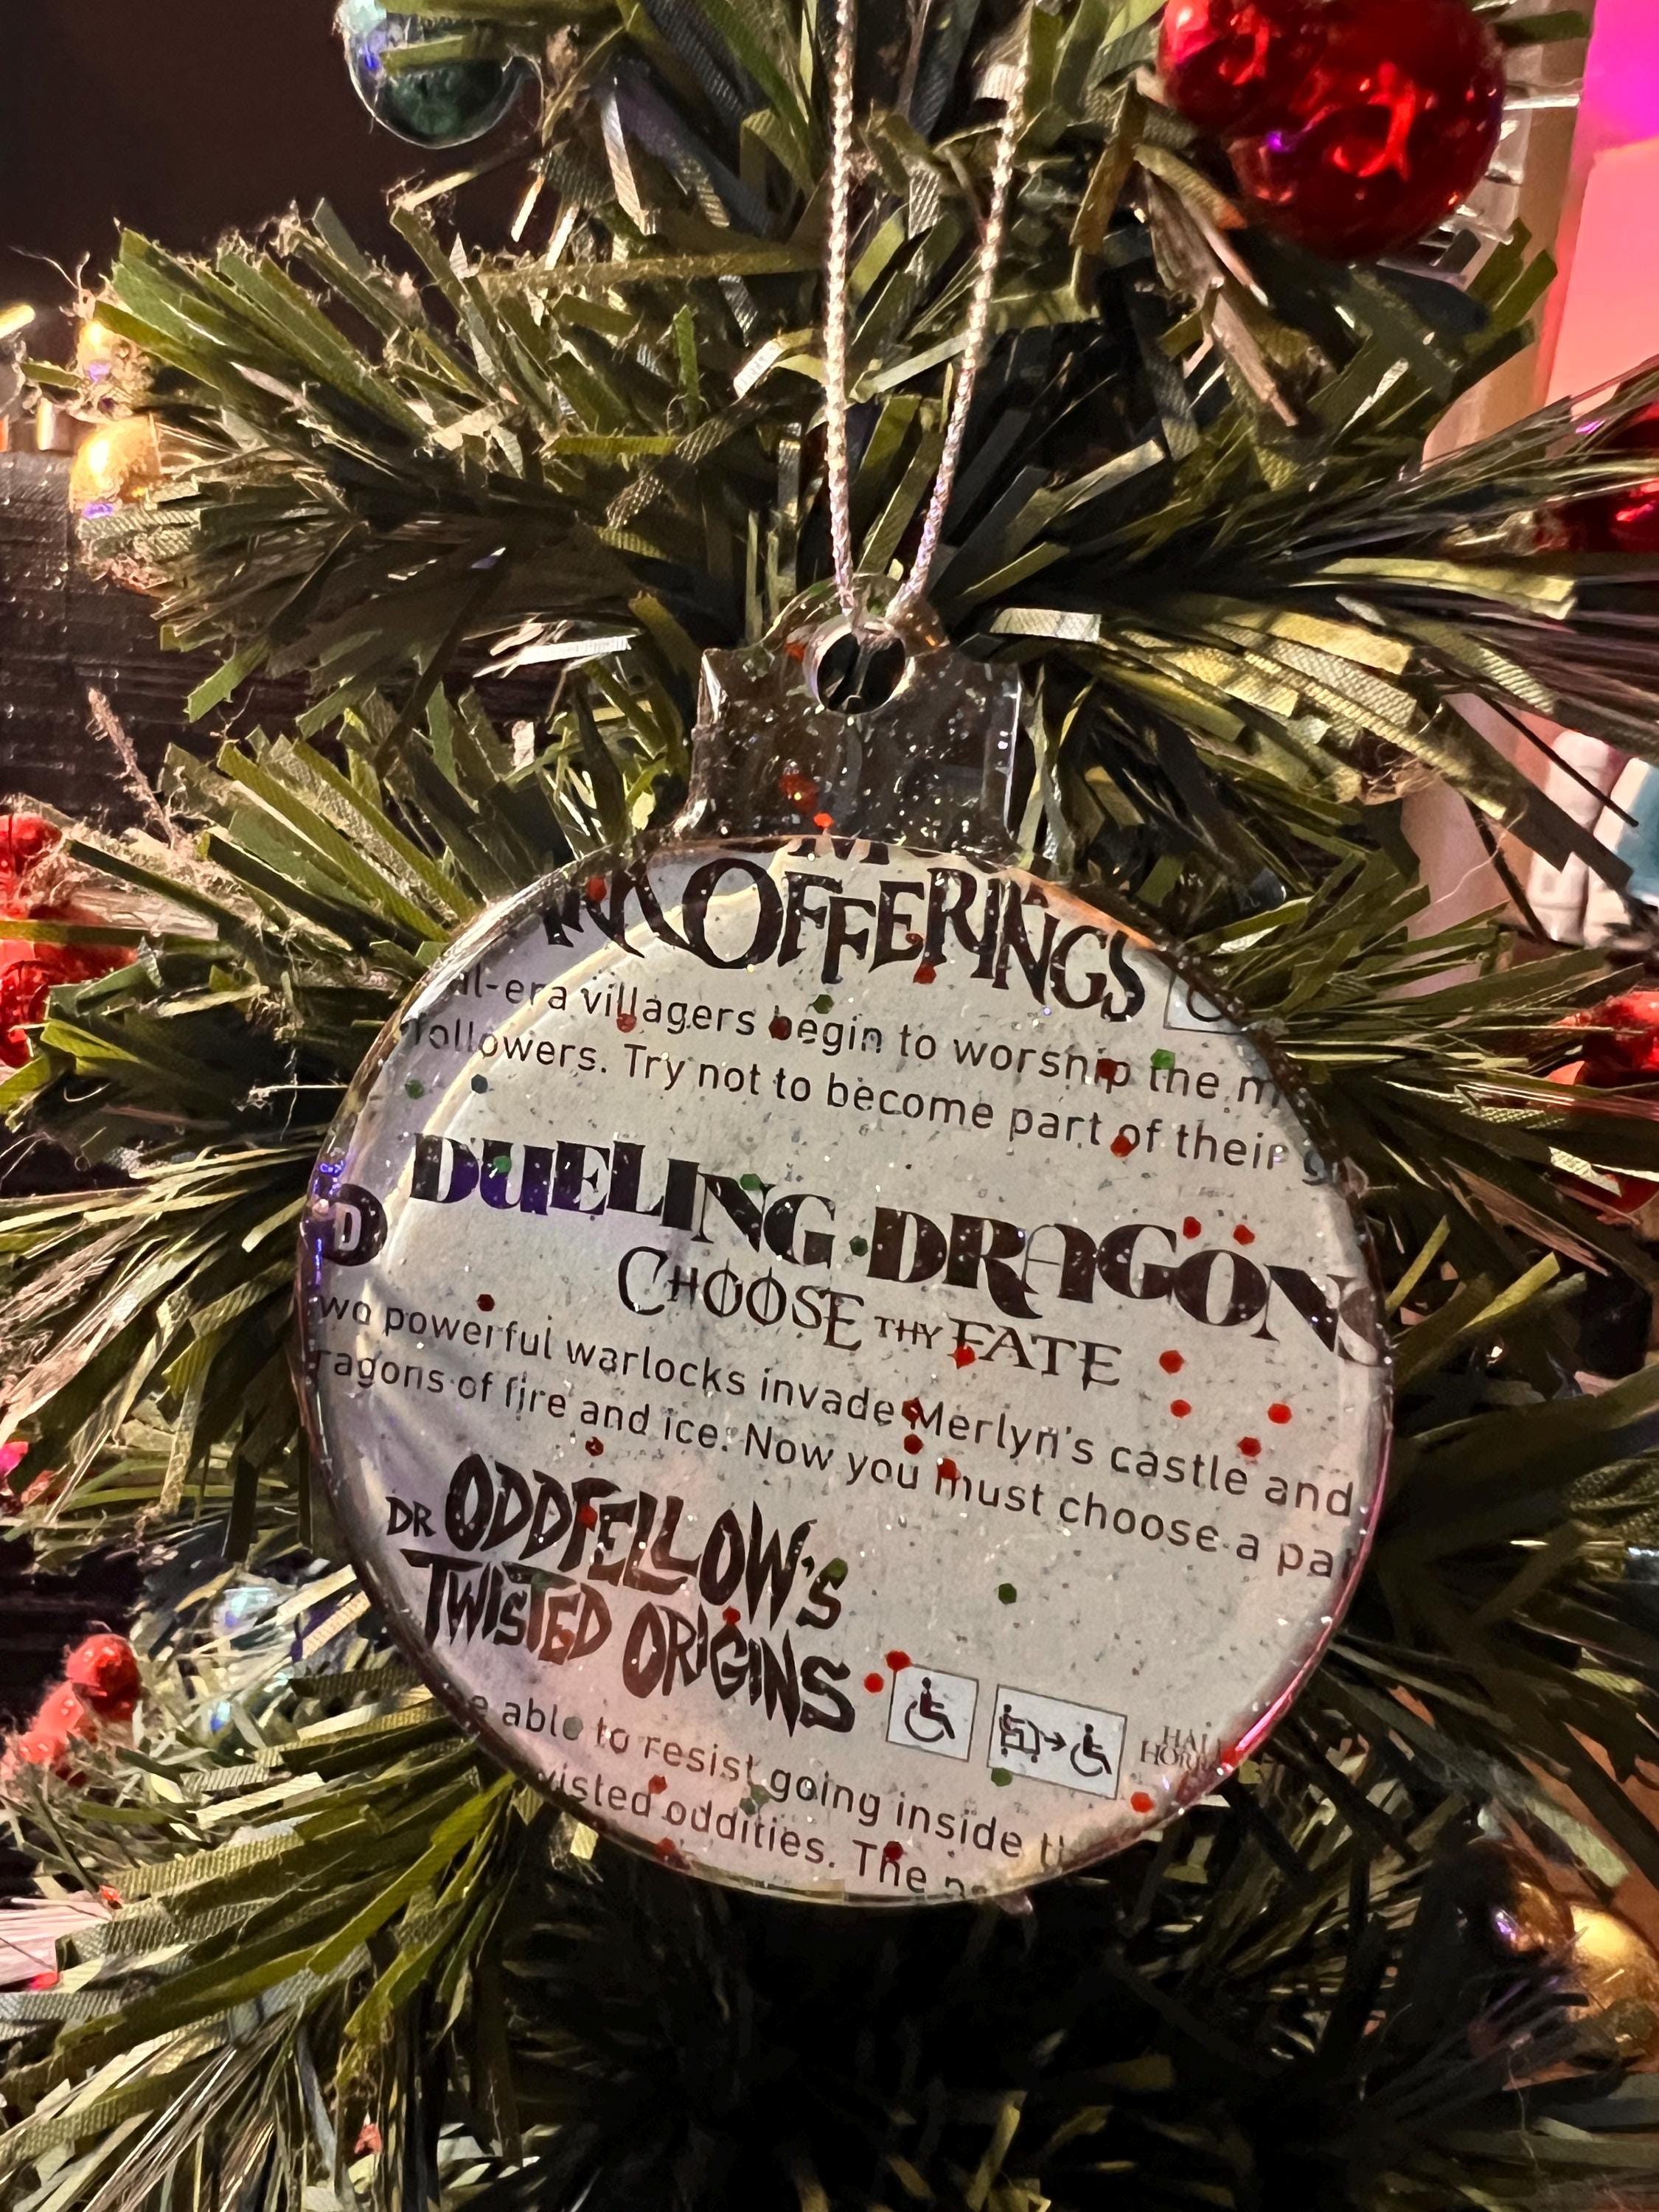 OFFERINGS
villagers begin to worship the
followers. Try not to become part of their
D
DUELING DRAGONS
CHOOSE THY FATE
powerful warlocks invade Merlyn's castle and
of fire and ice. Now you must choose a
DR ODDFELLOW'S
TWISTED ORIGINS
able to resist going inside
oddities. The